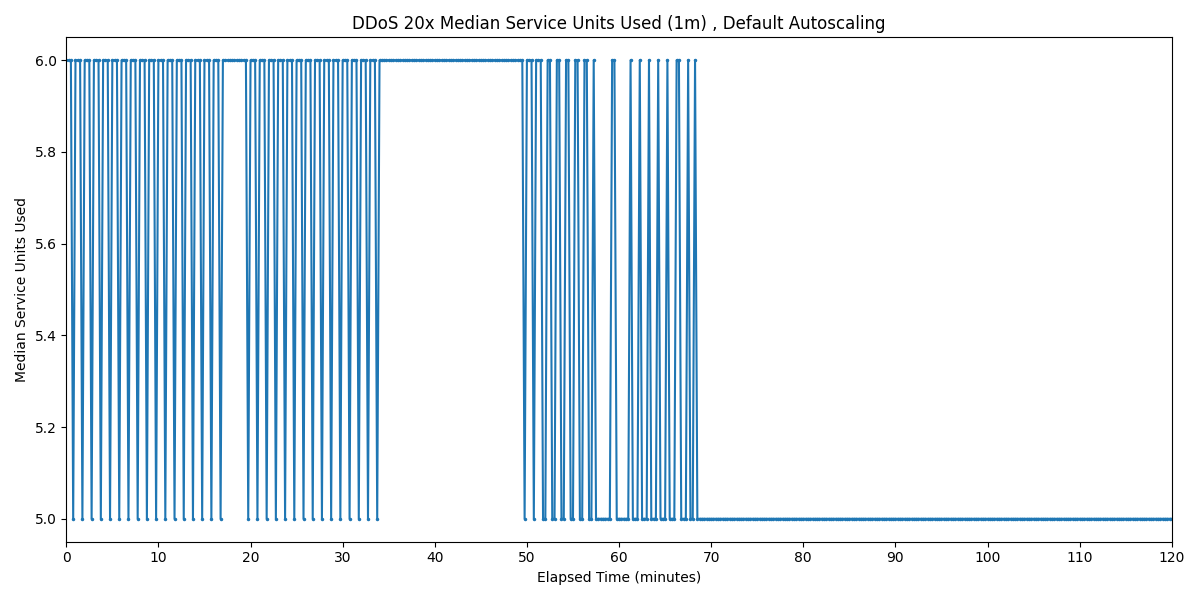 DDoS 20x Median Service Units Used (1m) , Default Autoscaling
Median Service Units Used
6.0
5.8
5.6
5.4
5.2
5.0
0 10 20 30 40 50 60 70 80 90 100 110 120
Elapsed Time (minutes)